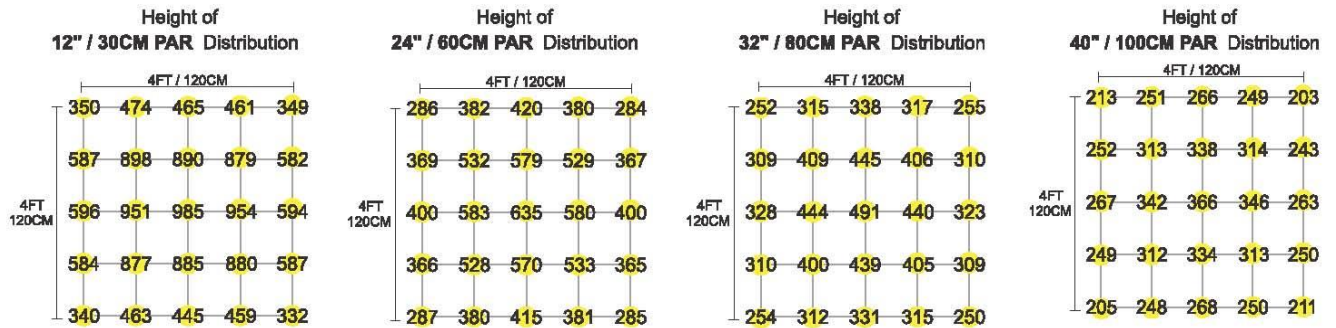 Height of
12" / 30CM PAR Distribution
4FT / 120CM
350 474 465 461 349
587 898 890 879 582
4FT
120CM
596 951 985 954 594
584 877 885 880 587
340 463 445 459 332
Height of
24" / 60CM PAR Distribution
4FT / 120CM
286 382 420 380 284
369 532 579 529 367
4FT
120CM
400 583 635 580 400
366 528 570 533 365
287 380 415 381 285
Height of
32" / 80CM PAR Distribution
4FT / 120CM
252 315 338 317 255
309 409 445 406 310
4FT
120CM
328 444 491 440 323
310 400 439 405 309
254 312 331 315 250
Height of
40" / 100CM PAR Distribution
4FT / 120CM
213 251 266 249 203
252 313 338 314 243
4FT
120CM
267 342 366 346 263
249 312 334 313 250
205 248 268 250 211